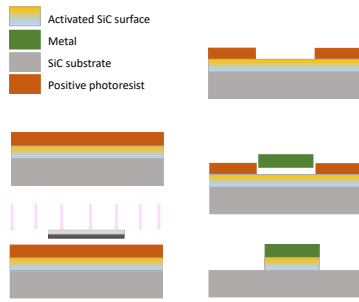 Activated SiC surface
Metal
SiC substrate
Positive photoresist